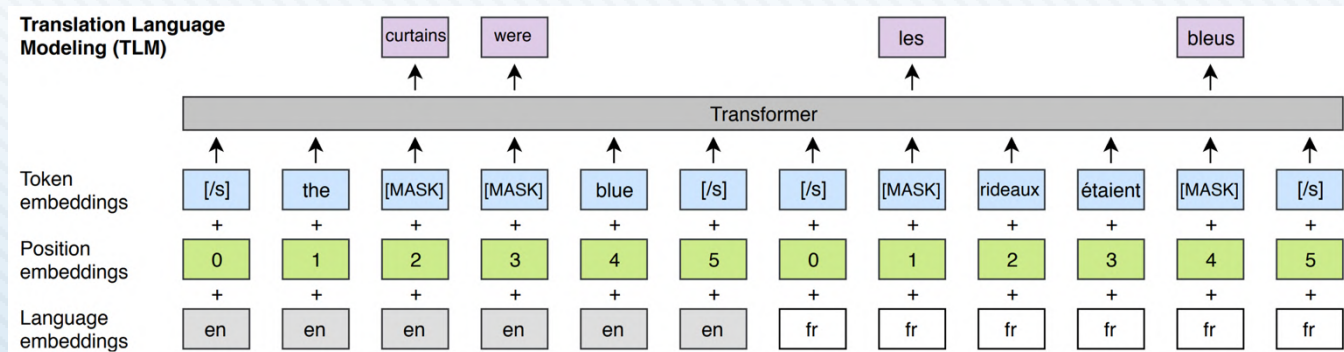 Translation Language
Modeling (TLM)
curtains were les bleus
Transformer
Token
embeddings
[/s] the [MASK] [MASK] blue [/s] [/s] [MASK] rideaux étaient [MASK] [/s]
+ + + + + + + + + + + +
Position
embeddings
0 1 2 3 4 5 0 1 2 3 4 5
+ + + + + + + + + + + +
Language
embeddings
en en en en en en fr fr fr fr fr fr